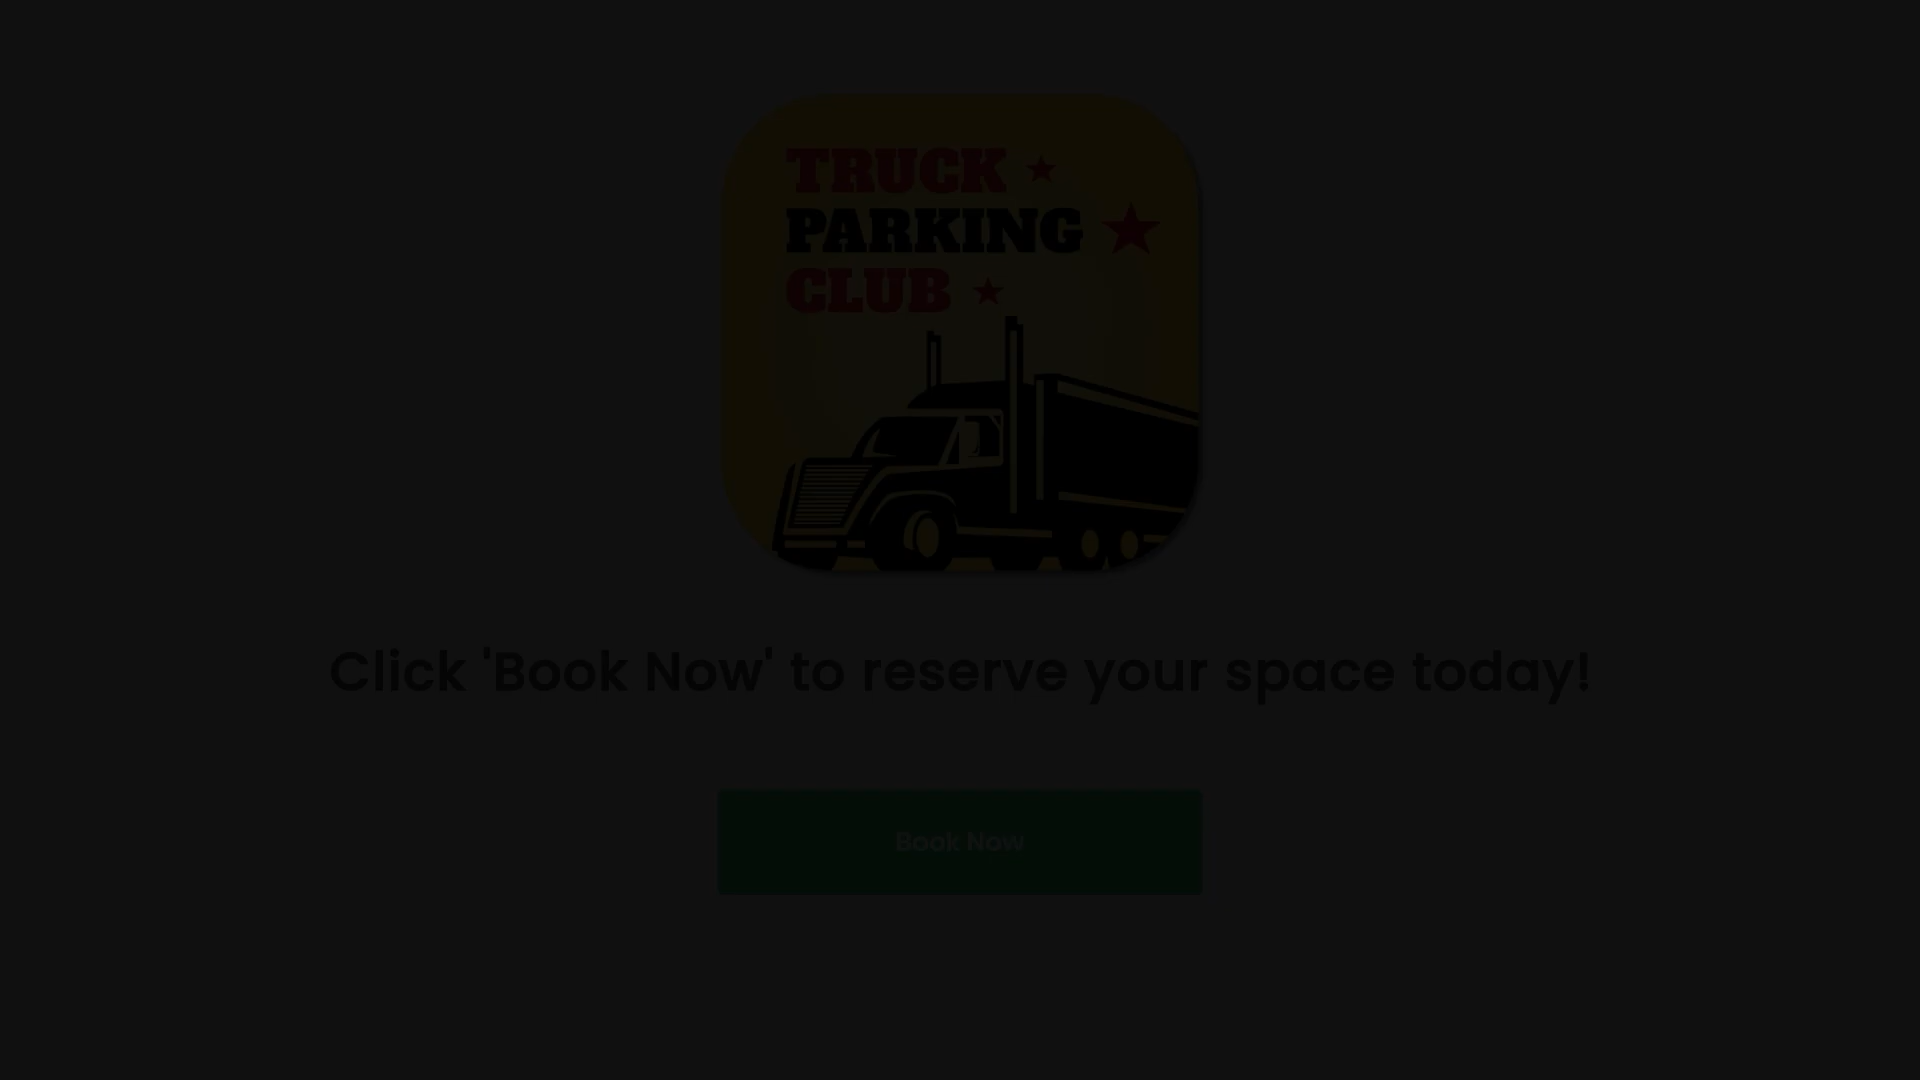 TRUCK
PARKING
CLUB
Click 'Book Now' to reserve your space today!
Book Now